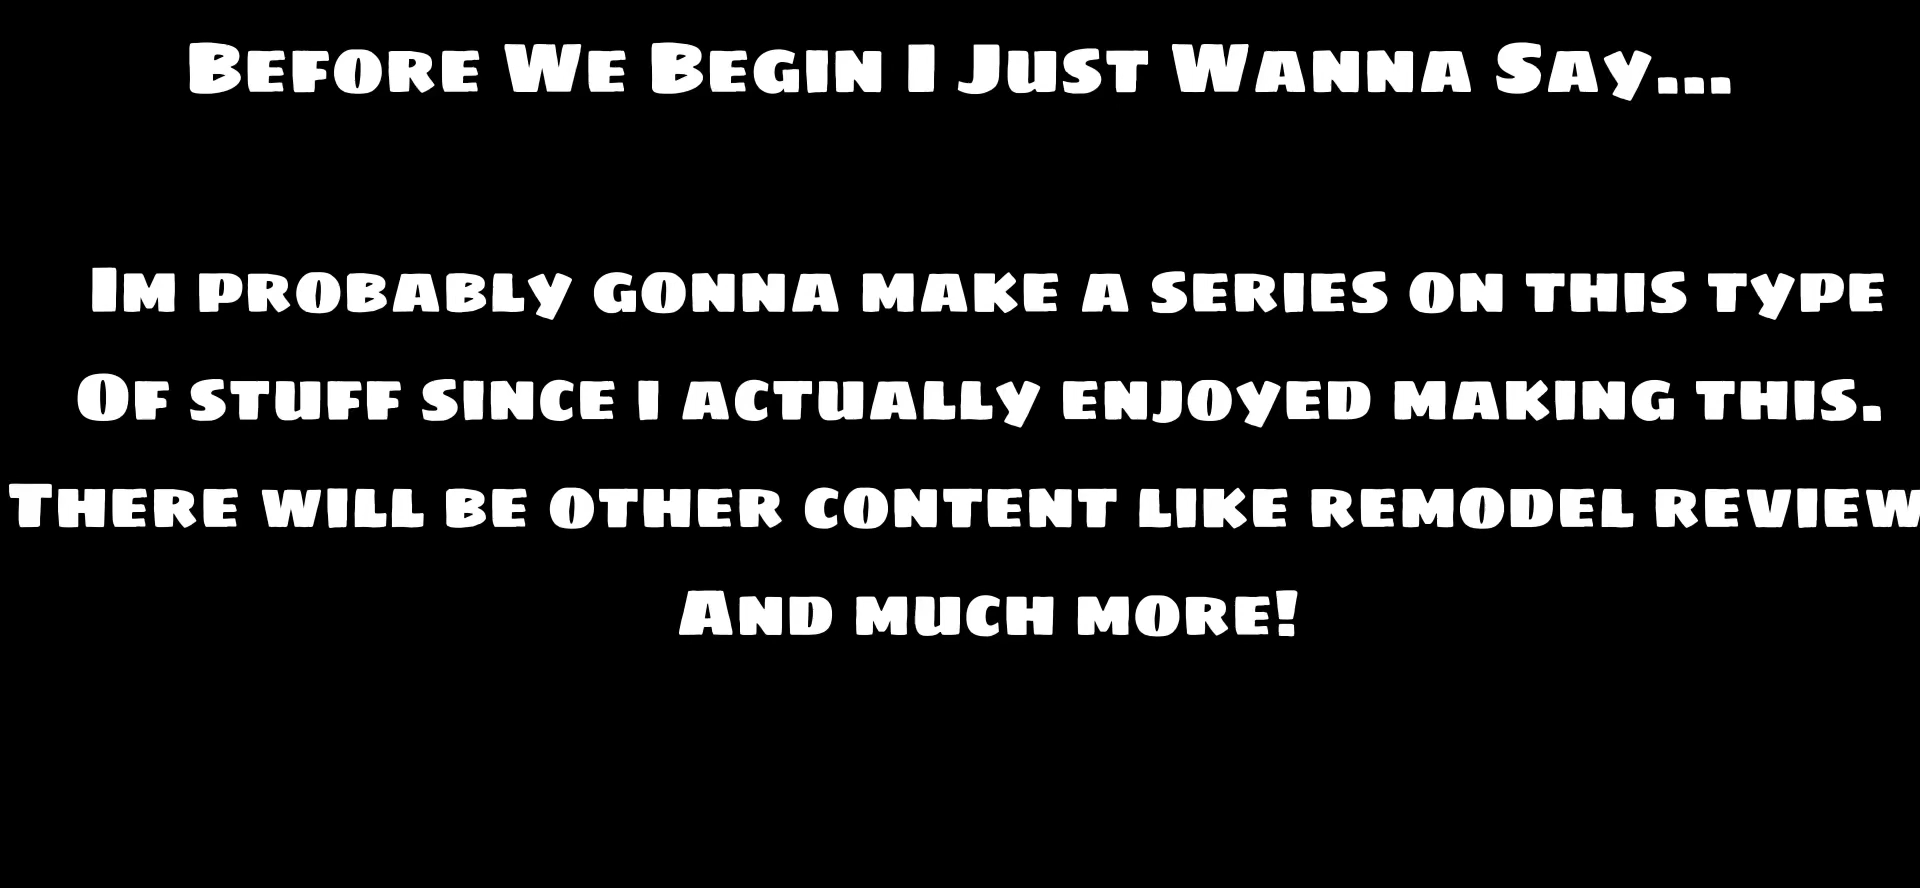 Before We Begin I Just Wanna Say...
Im probably gonna make a series on this type
Of stuff since i actually enjoyed making this.
There will be other content like remodel review
And much more!